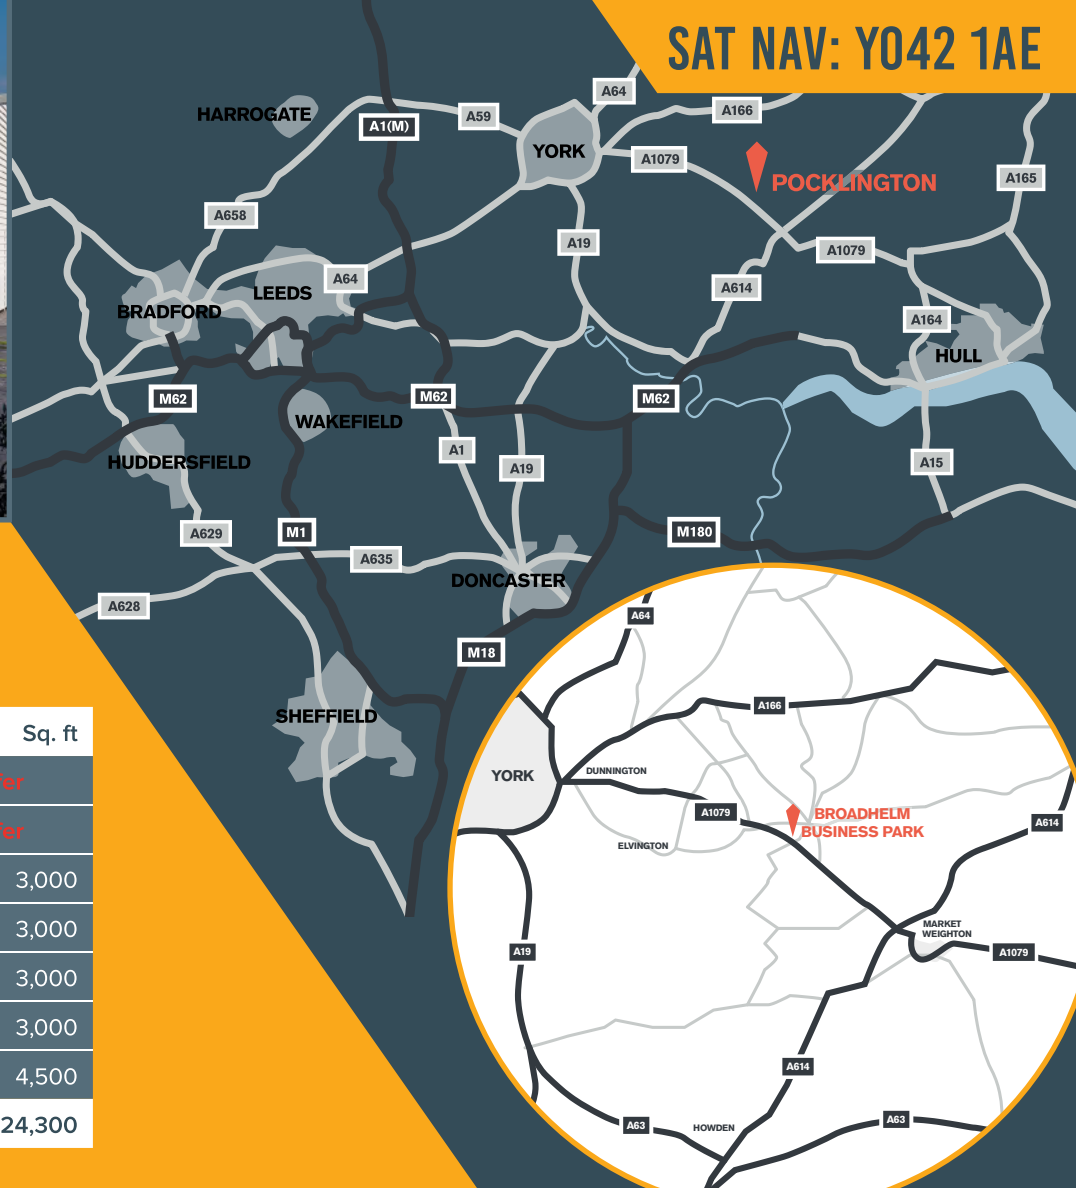 SAT NAV: YO42 1AE
A64
HARROGATE
A59
A166
A1(M)
YORK
A1079
POCKLINGTON
A165
A658
A19
A1079
A64
LEEDS
A614
BRADFORD
A164
HULL
M62
M62
M62
WAKEFIELD
A1
HUDDERSFIELD
A19
A15
A629
M1
M180
A635
DONCASTER
A628
A64
M18
A166
SHEFFIELD
Sq. ft
YORK
DUNNINGTON
fer
A1079
BROADHELM
BUSINESS PARK
A614
fer
ELVINGTON
3,000
3,000
MARKET
WEIGHTON
A19
A1079
3,000
3,000
A614
4,500
A63
HOWDEN
A63
24,300